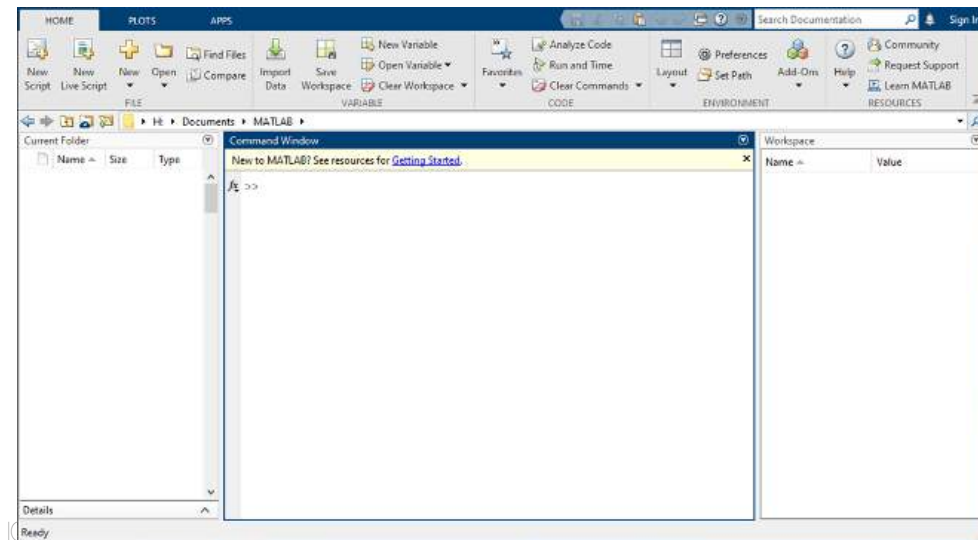 HOME PLOTS APPS
Search Documentation Sign In
New Script
New Live Script
New
Open
Find Files
Compare
Import Data
Save Workspace
New Variable
Open Variable
Clear Workspace
Favorites
Analyze Code
Run and Time
Clear Commands
Layout
Preferences
Set Path
Add-Ons
Help
Community
Request Support
Learn MATLAB
FILE VARIABLE CODE ENVIRONMENT RESOURCES
H: Documents MATLAB
Current Folder
Name Size Type
Command Window
New to MATLAB? See resources for Getting Started.
fx >>
Workspace
Name Value
Details
Ready